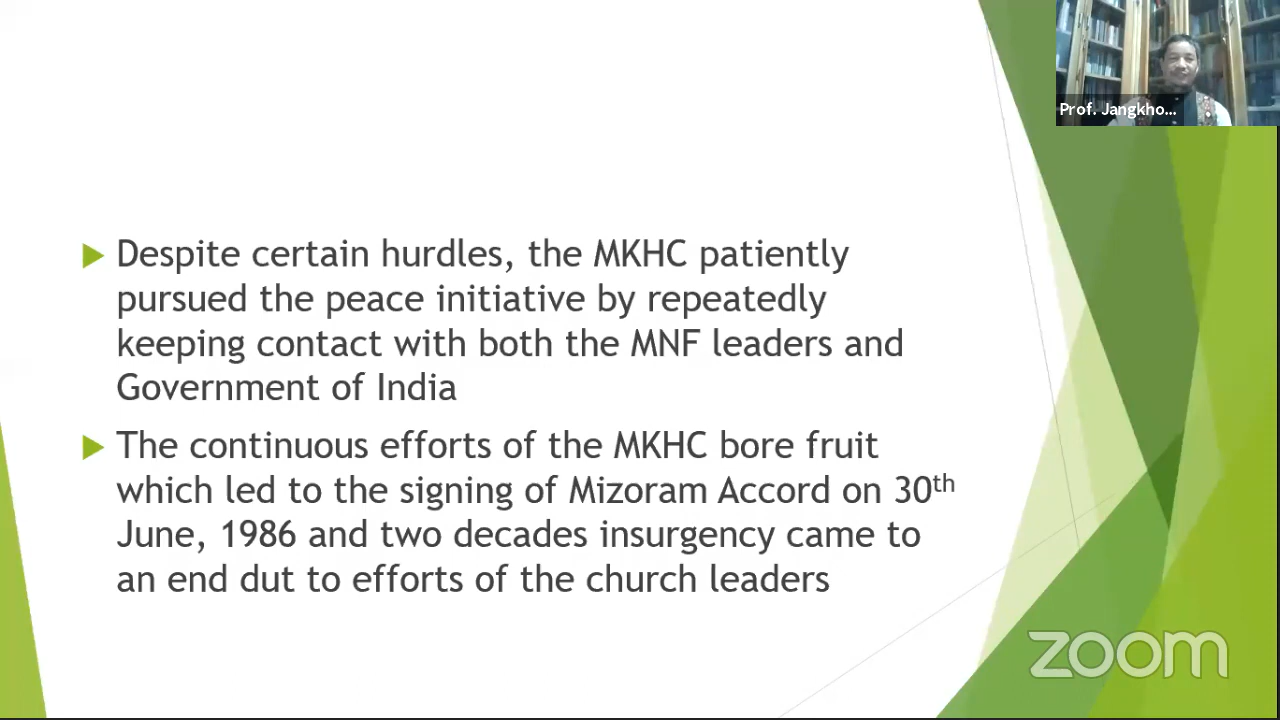 Prof. Jangkho...
Despite certain hurdles, the MKHC patiently
pursued the peace initiative by repeatedly
keeping contact with both the MNF leaders and
Government of India
The continuous efforts of the MKHC bore fruit
which led to the signing of Mizoram Accord on 30th
June, 1986 and two decades insurgency came to
an end dut to efforts of the church leaders
zoom